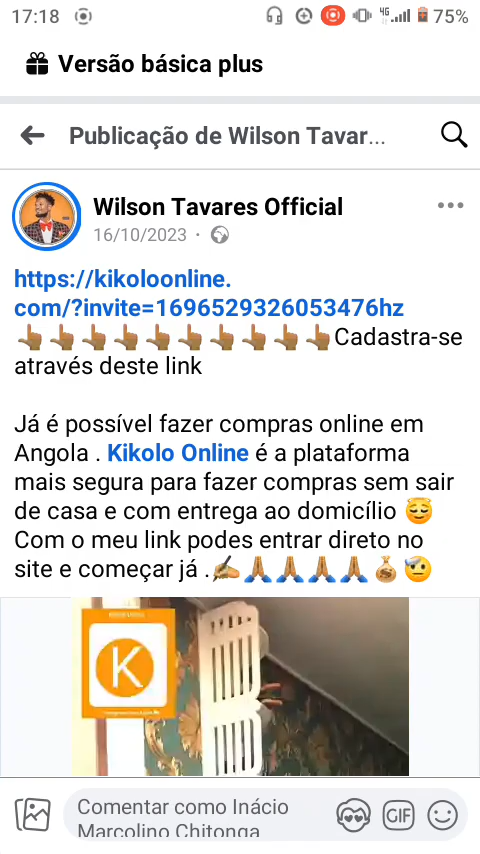 17:18
4G
75%
Versão básica plus
Publicação de Wilson Tavar...
Wilson Tavares Official
16/10/2023 ·
https://kikoloonline.
com/?invite=1696529326053476hz
👆🏾👆🏾👆🏾👆🏾👆🏾👆🏾👆🏾👆🏾👆🏾👆🏾Cadastra-se
através deste link
Já é possível fazer compras online em
Angola . Kikolo Online é a plataforma
mais segura para fazer compras sem sair
de casa e com entrega ao domicílio 😇
Com o meu link podes entrar direto no
site e começar já .✍🏾🙏🏾🙏🏾🙏🏾🙏🏾💰🤕
K
Comentar como Inácio
Marcolino Chitonga
GIF